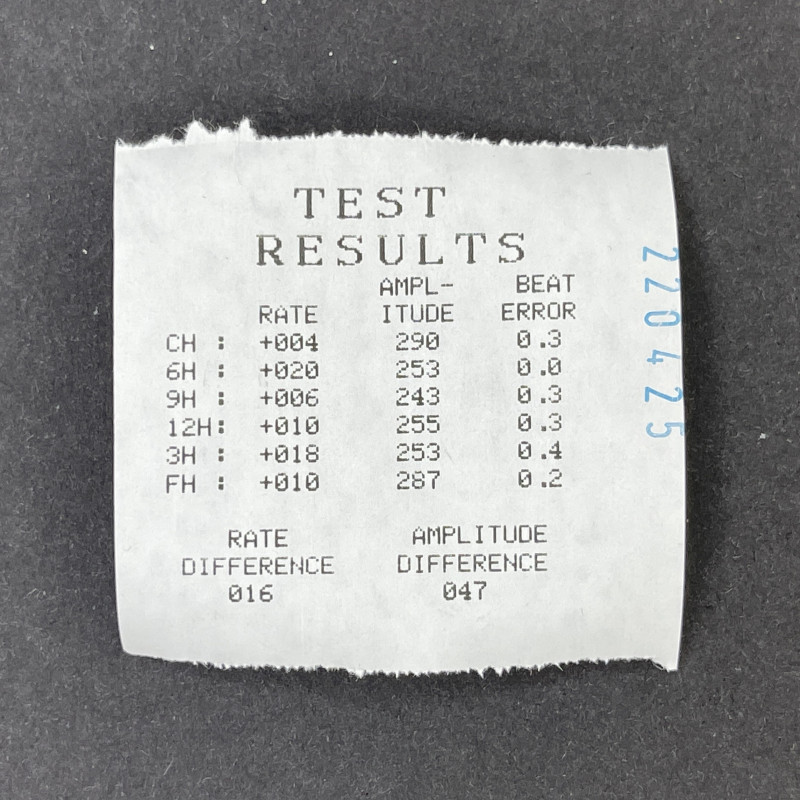 TEST
RESULTS
AMPL- BEAT
RATE ITUDE ERROR
CH : +004 290 0.3
6H : +020 253 0.0
9H : +006 243 0.3
12H: +010 255 0.3
3H : +018 253 0.4
FH : +010 287 0.2
RATE AMPLITUDE
DIFFERENCE DIFFERENCE
016 047
220425